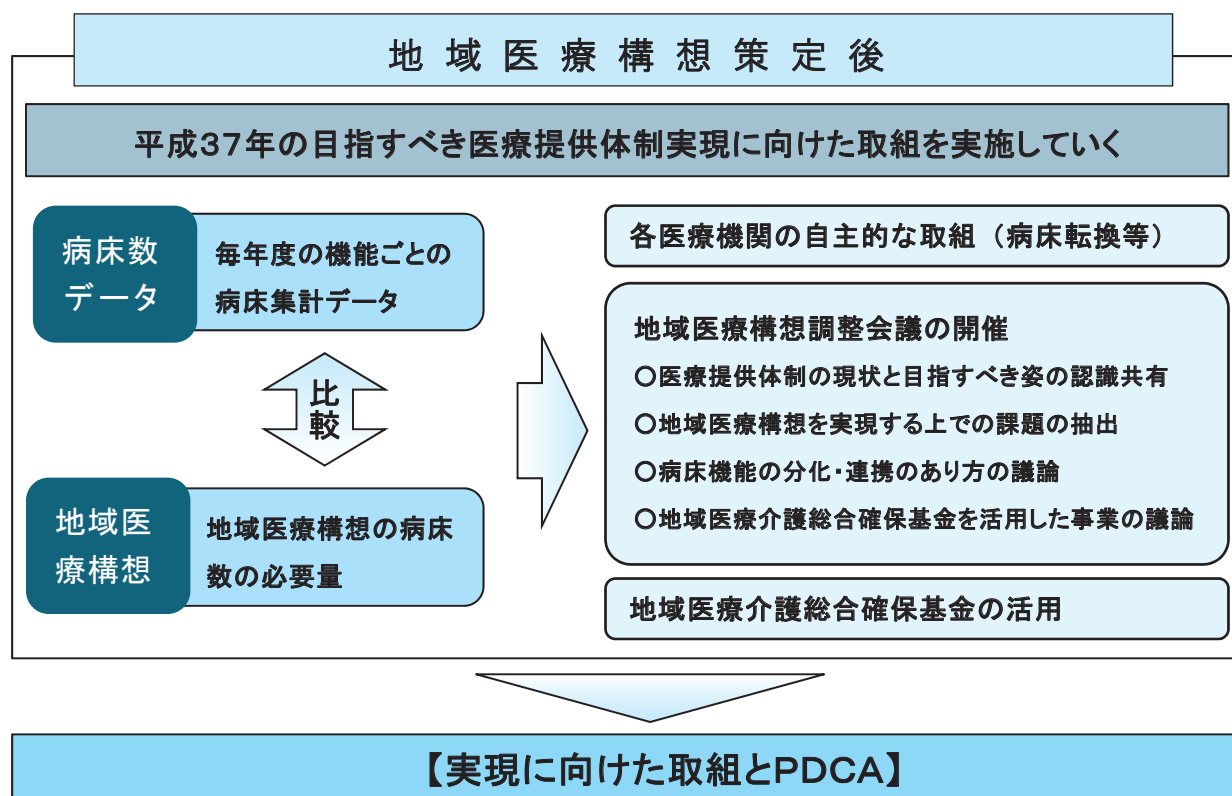 地域医療構想策定後
平成37年の目指すべき医療提供体制実現に向けた取組を実施していく
病床数
データ
毎年度の機能ごとの
病床集計データ
比
較
地域医
療構想
地域医療構想の病床
数の必要量
各医療機関の自主的な取組（病床転換等）
地域医療構想調整会議の開催
○医療提供体制の現状と目指すべき姿の認識共有
○地域医療構想を実現する上での課題の抽出
○病床機能の分化・連携のあり方の議論
○地域医療介護総合確保基金を活用した事業の議論
地域医療介護総合確保基金の活用
【実現に向けた取組とPDCA】